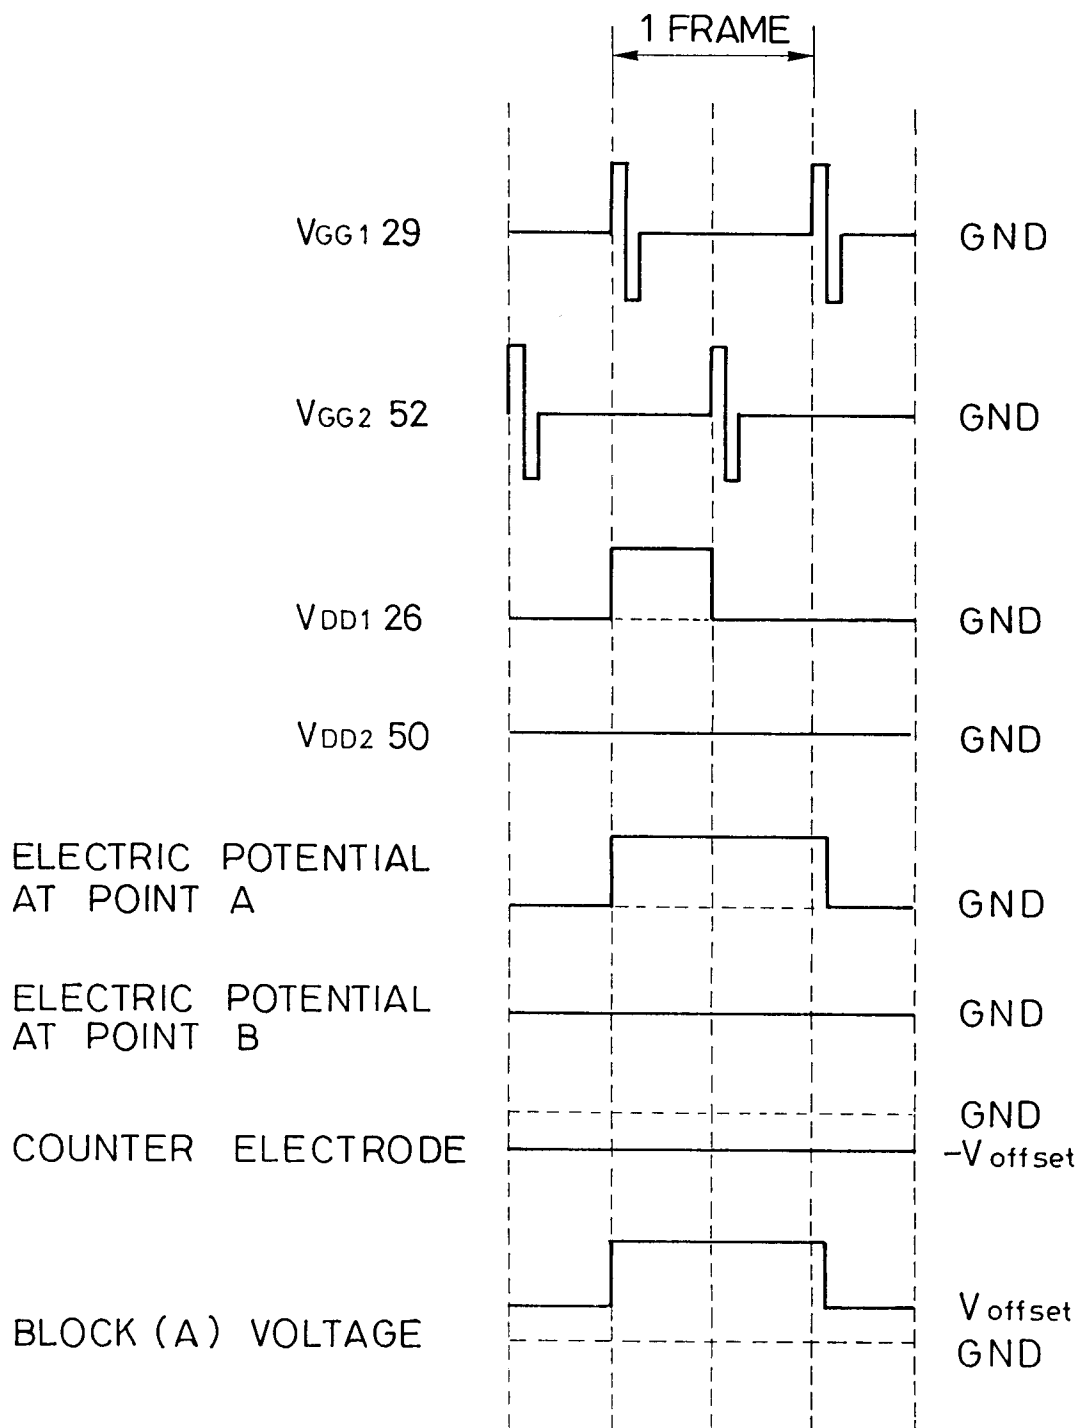 1 FRAME
VGG1 29 GND
VGG2 52 GND
VDD1 26 GND
VDD2 50 GND
ELECTRIC POTENTIAL
AT POINT A GND
ELECTRIC POTENTIAL
AT POINT B GND
GND
COUNTER ELECTRODE -Voffset
Voffset
BLOCK (A) VOLTAGE
GND